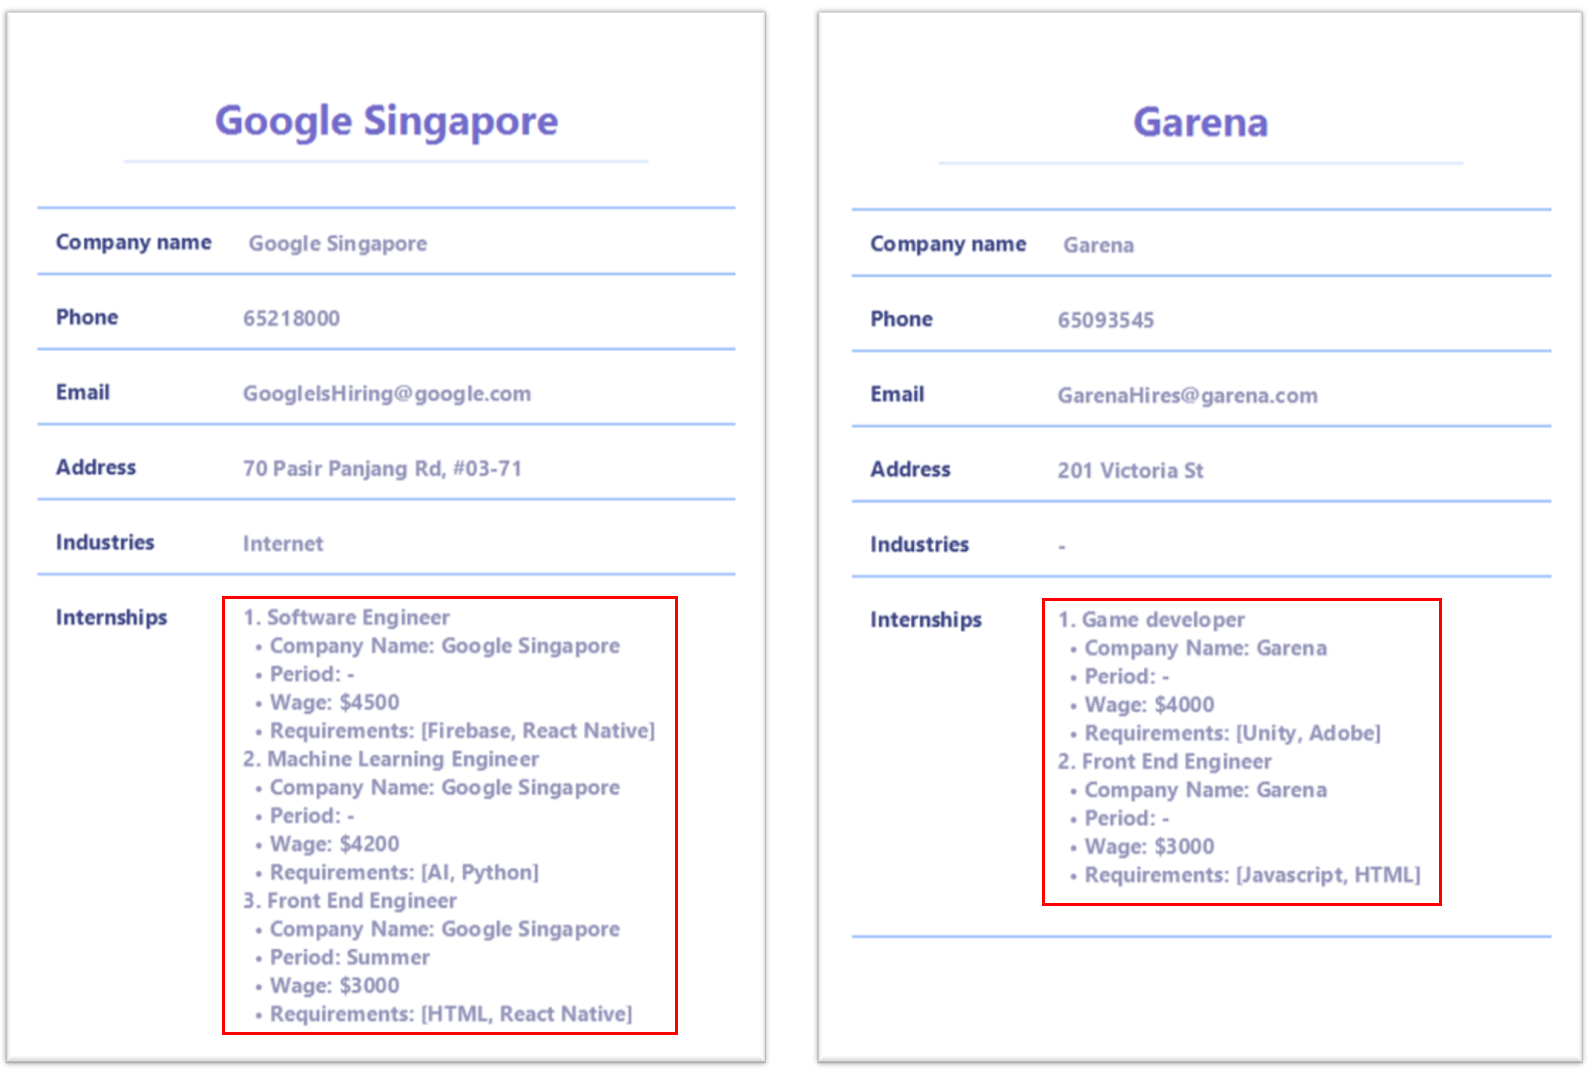 Google Singapore
Company name Google Singapore
Phone 65218000
Email GoogleIsHiring@google.com
Address 70 Pasir Panjang Rd, #03-71
Industries Internet
Internships 1. Software Engineer
• Company Name: Google Singapore
• Period: -
• Wage: $4500
• Requirements: [Firebase, React Native]
2. Machine Learning Engineer
• Company Name: Google Singapore
• Period: -
• Wage: $4200
• Requirements: [AI, Python]
3. Front End Engineer
• Company Name: Google Singapore
• Period: Summer
• Wage: $3000
• Requirements: [HTML, React Native]
Garena
Company name Garena
Phone 65093545
Email GarenaHires@garena.com
Address 201 Victoria St
Industries -
Internships 1. Game developer
• Company Name: Garena
• Period: -
• Wage: $4000
• Requirements: [Unity, Adobe]
2. Front End Engineer
• Company Name: Garena
• Period: -
• Wage: $3000
• Requirements: [Javascript, HTML]